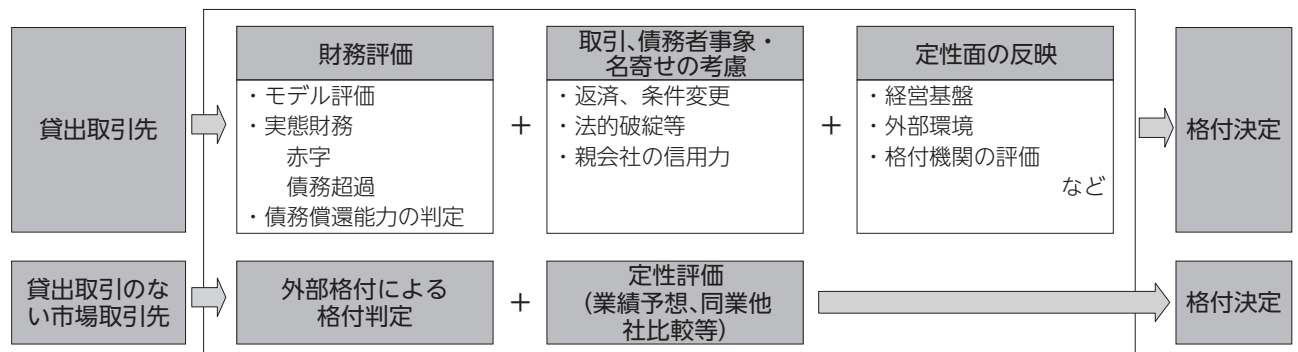 貸出取引先
財務評価
・モデル評価
・実態財務
赤字
債務超過
・債務償還能力の判定
+
取引、債務者事象・
名寄せの考慮
・返済、条件変更
・法的破綻等
・親会社の信用力
+
定性面の反映
・経営基盤
・外部環境
・格付機関の評価
など
格付決定
貸出取引のな
い市場取引先
外部格付による
格付判定
+
定性評価
(業績予想、同業他
社比較等)
格付決定